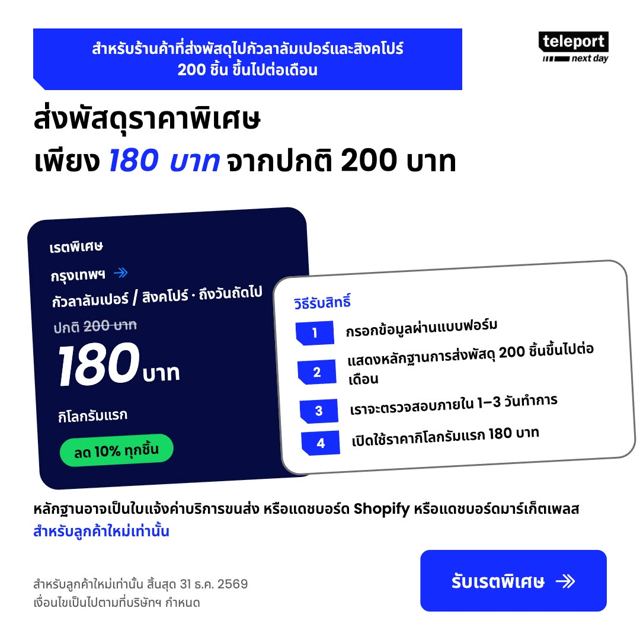 สำหรับร้านค้าที่ส่งพัสดุไปกัวลาลัมเปอร์และสิงคโปร์
200 ชิ้น ขึ้นไปต่อเดือน
teleport
next day
ส่งพัสดุราคาพิเศษ
เพียง 180 บาท จากปกติ 200 บาท
เรตพิเศษ
กรุงเทพฯ
กัวลาลัมเปอร์ / สิงคโปร์ · ถึงวันถัดไป
ปกติ 200 บาท
180 บาท
กิโลกรัมแรก
ลด 10% ทุกชิ้น
วิธีรับสิทธิ์
1 กรอกข้อมูลผ่านแบบฟอร์ม
2 แสดงหลักฐานการส่งพัสดุ 200 ชิ้นขึ้นไปต่อ
เดือน
3 เราจะตรวจสอบภายใน 1–3 วันทำการ
4 เปิดใช้ราคากิโลกรัมแรก 180 บาท
หลักฐานอาจเป็นใบแจ้งค่าบริการขนส่ง หรือแดชบอร์ด Shopify หรือแดชบอร์ดมาร์เก็ตเพลส
สำหรับลูกค้าใหม่เท่านั้น
สำหรับลูกค้าใหม่เท่านั้น สิ้นสุด 31 ธ.ค. 2569
เงื่อนไขเป็นไปตามที่บริษัทฯ กำหนด
รับเรตพิเศษ